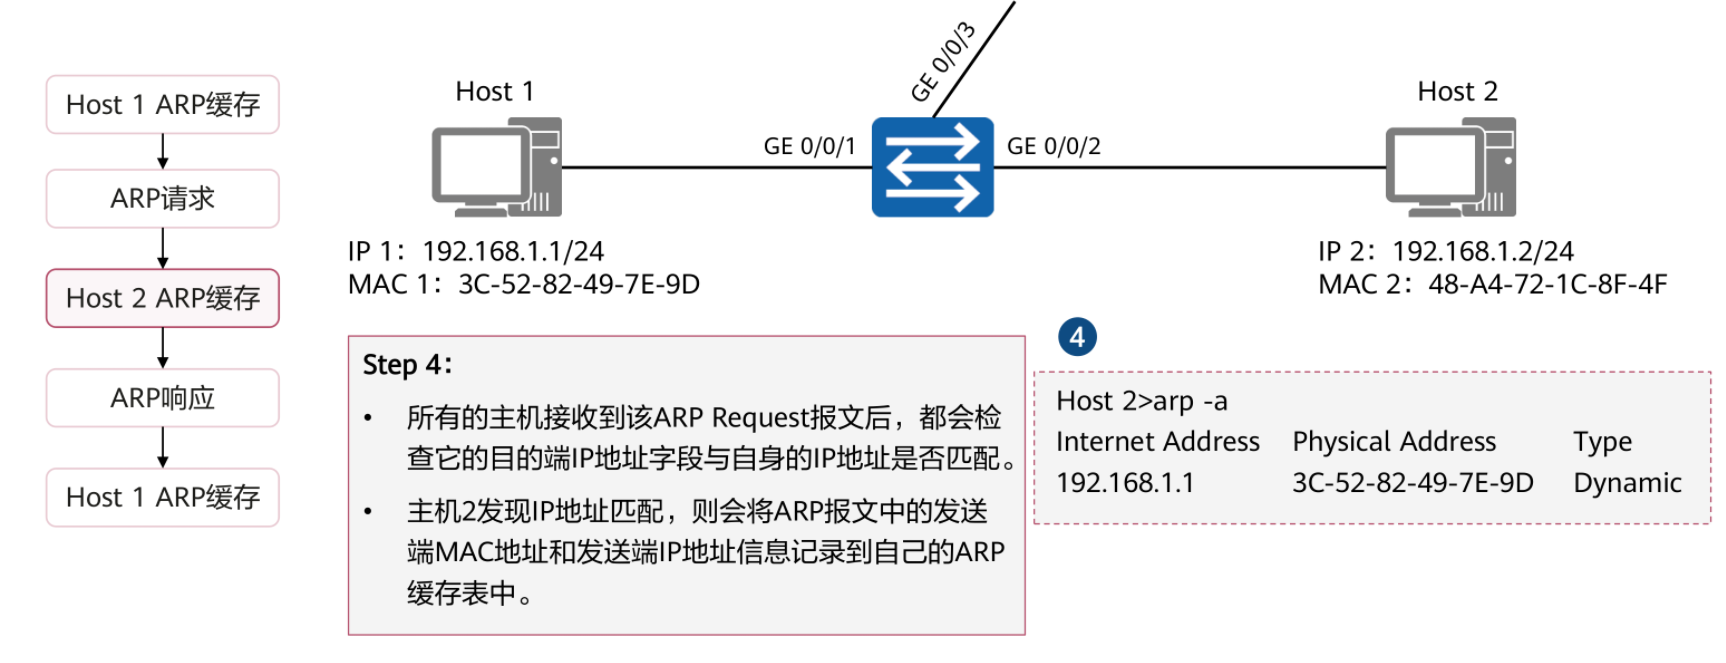 Host 1 ARP缓存
ARP请求
Host 2 ARP缓存
ARP响应
Host 1 ARP缓存
GE 0/0/3
Host 1
Host 2
GE 0/0/1
GE 0/0/2
IP 1：192.168.1.1/24
MAC 1：3C-52-82-49-7E-9D
IP 2：192.168.1.2/24
MAC 2：48-A4-72-1C-8F-4F
Step 4：
• 所有的主机接收到该ARP Request报文后，都会检
查它的目的端IP地址字段与自身的IP地址是否匹配。
• 主机2发现IP地址匹配，则会将ARP报文中的发送
端MAC地址和发送端IP地址信息记录到自己的ARP
缓存表中。
4
Host 2>arp -a
Internet Address Physical Address Type
192.168.1.1 3C-52-82-49-7E-9D Dynamic